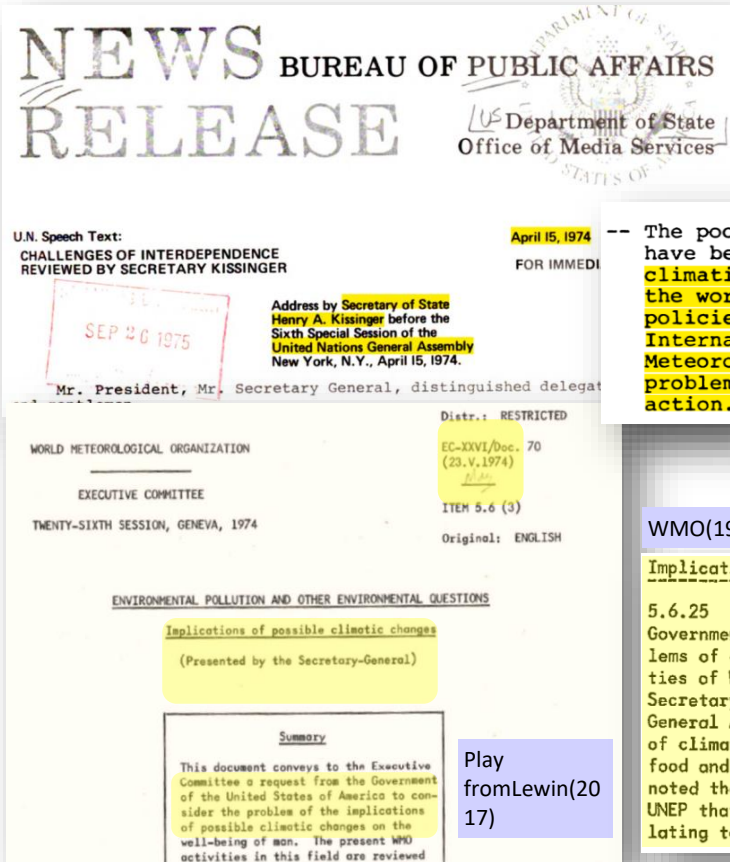 NEWS
RELEASE
BUREAU OF PUBLIC AFFAIRS
US Department of State
Office of Media Services
U.N. Speech Text:
CHALLENGES OF INTERDEPENDENCE
REVIEWED BY SECRETARY KISSINGER
April 15, 1974
FOR IMMEDI
SEP 26 1975
Address by Secretary of State
Henry A. Kissinger before the
Sixth Special Session of the
United Nations General Assembly
New York, N.Y., April 15, 1974.
Mr. President, Mr. Secretary General, distinguished delegat
-- The poo
have be
climati
the wor
policie
Interna
Meteoro
problem
action.
WORLD METEOROLOGICAL ORGANIZATION
EXECUTIVE COMMITTEE
TWENTY-SIXTH SESSION, GENEVA, 1974
Distr.: RESTRICTED
EC-XXVI/Doc. 70
(23.V.1974)
May
ITEM 5.6 (3)
Original: ENGLISH
ENVIRONMENTAL POLLUTION AND OTHER ENVIRONMENTAL QUESTIONS
Implications of possible climatic changes
(Presented by the Secretary-General)
Summary
This document conveys to the Executive
Committee a request from the Government
of the United States of America to con-
sider the problem of the implications
of possible climatic changes on the
well-being of man. The present WMO
activities in this field are reviewed
Play
fromLewin(20
17)
WMO(19
Implicat
5.6.25
Governme
lems of
ties of
Secretar
General
of clima
food and
noted th
UNEP tha
lating t